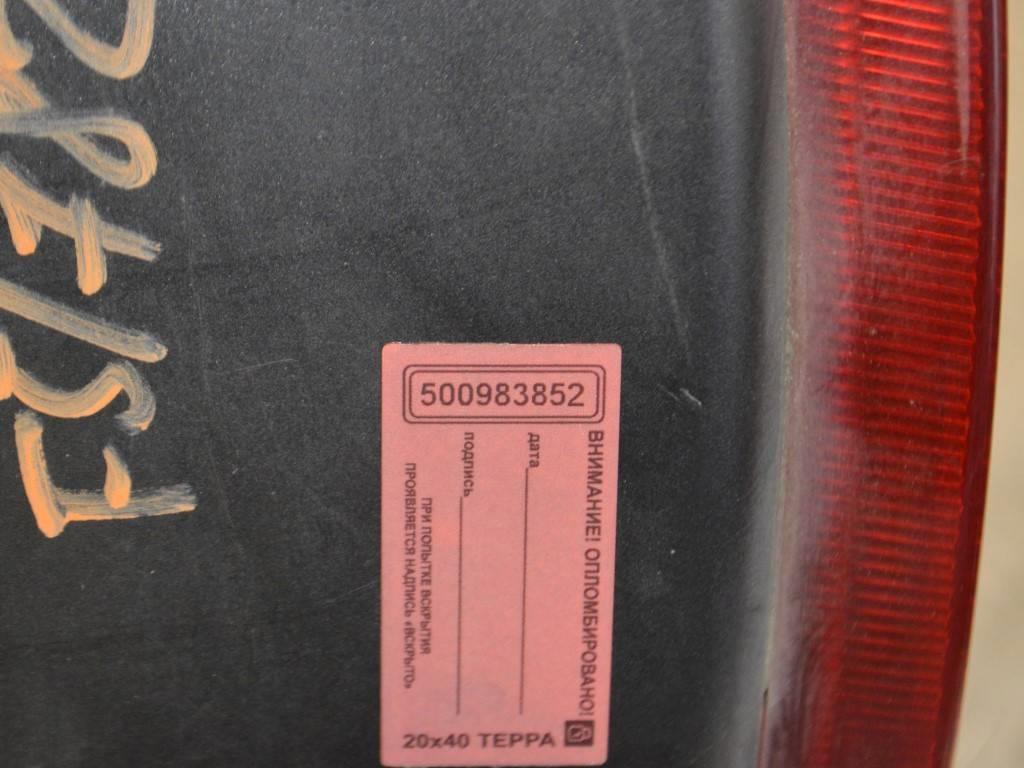 500983852
ВНИМАНИЕ! ОПЛОМБИРОВАНО!
дата
подпись
ПРИ ПОПЫТКЕ ВСКРЫТИЯ
ПРОЯВЛЯЕТСЯ НАДПИСЬ «ВСКРЫТО»
20x40 ТЕРРА